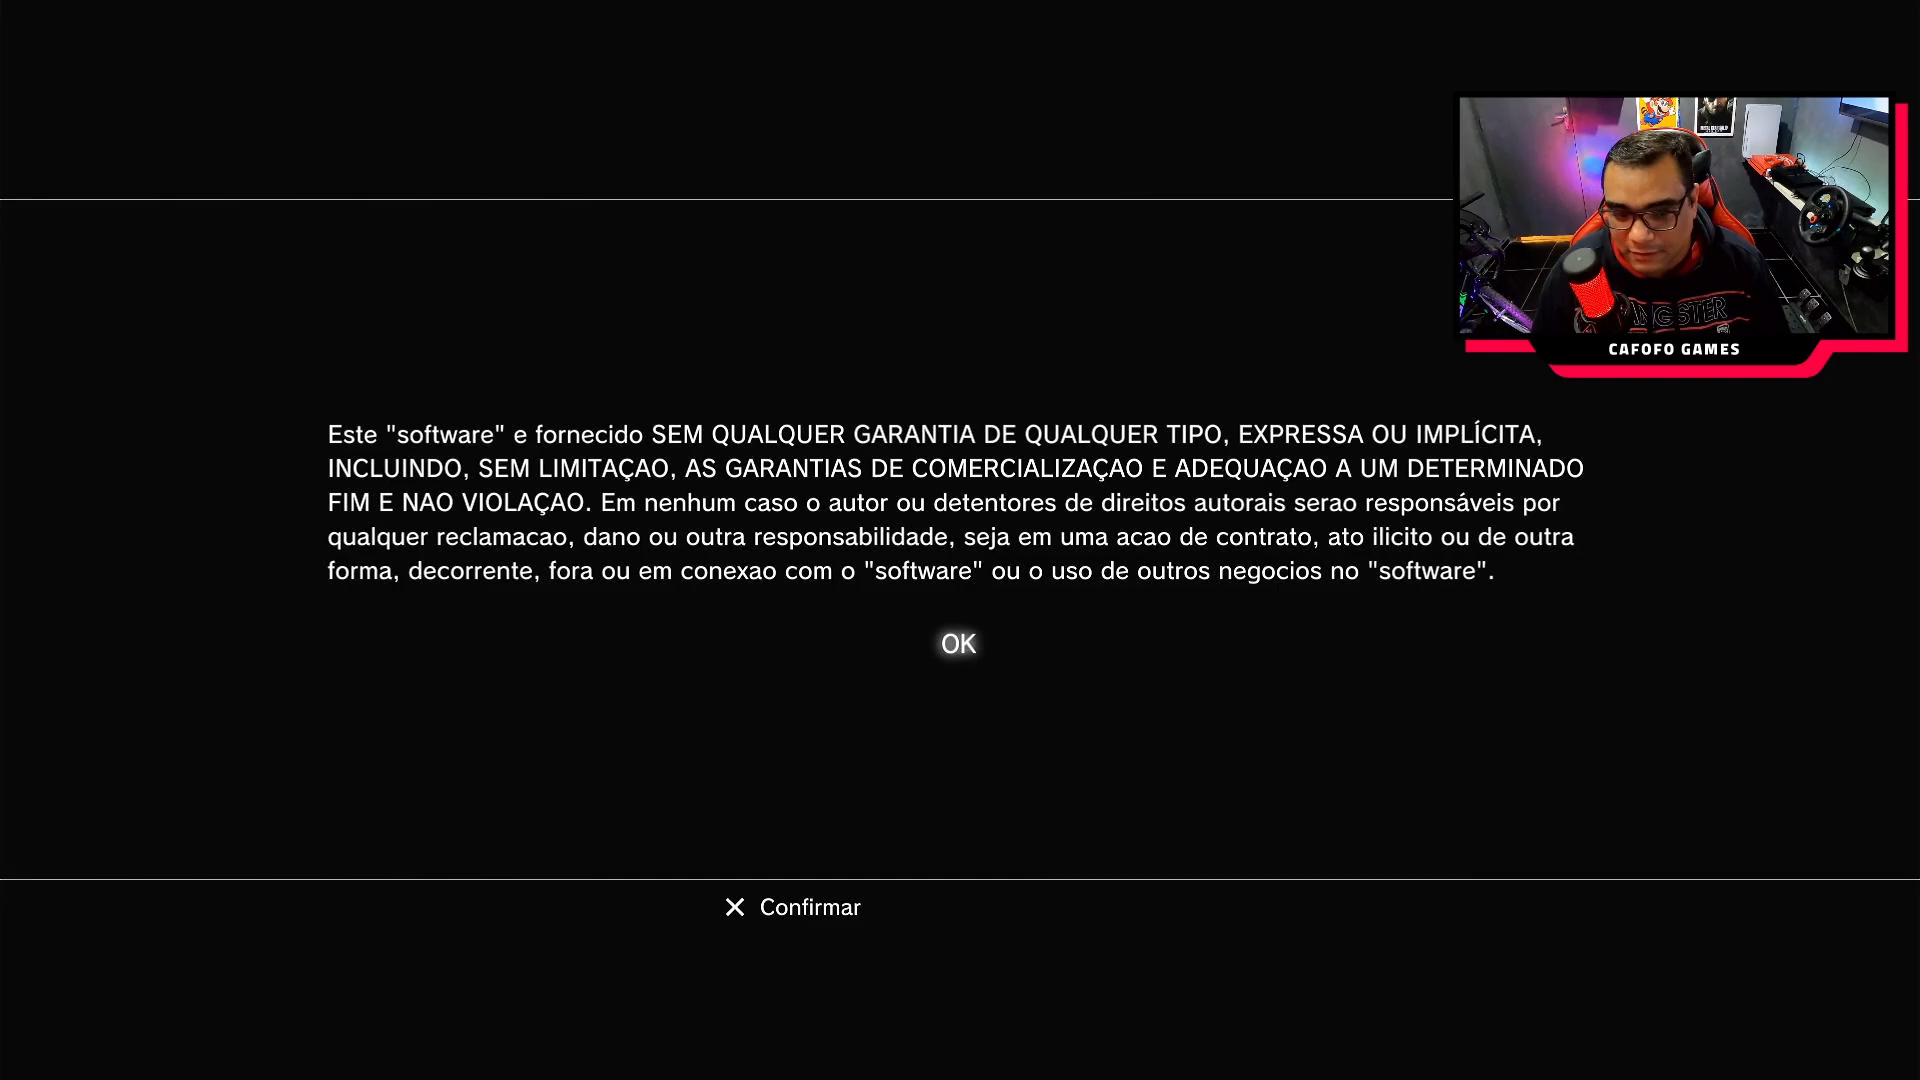 CAFOFO GAMES
Este "software" e fornecido SEM QUALQUER GARANTIA DE QUALQUER TIPO, EXPRESSA OU IMPLÍCITA,
INCLUINDO, SEM LIMITAÇAO, AS GARANTIAS DE COMERCIALIZAÇAO E ADEQUAÇAO A UM DETERMINADO
FIM E NAO VIOLAÇAO. Em nenhum caso o autor ou detentores de direitos autorais serao responsáveis por
qualquer reclamacao, dano ou outra responsabilidade, seja em uma acao de contrato, ato ilicito ou de outra
forma, decorrente, fora ou em conexao com o "software" ou o uso de outros negocios no "software".
OK
Confirmar